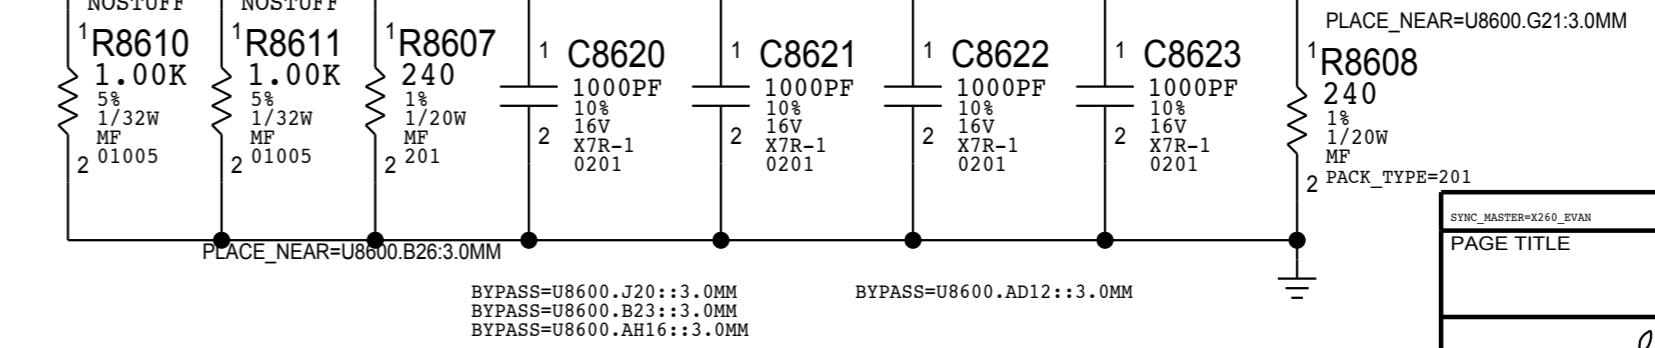 NOSTUFF
NOSTUFF
1
R8610
1.00K
5%
1/32W
MF
01005
2
1
R8611
1.00K
5%
1/32W
MF
01005
2
1
R8607
240
1%
1/20W
MF
201
2
1
C8620
1000PF
10%
16V
X7R-1
0201
2
1
C8621
1000PF
10%
16V
X7R-1
0201
2
1
C8622
1000PF
10%
16V
X7R-1
0201
2
1
C8623
1000PF
10%
16V
X7R-1
0201
2
PLACE_NEAR=U8600.G21:3.0MM
1
R8608
240
1%
1/20W
MF
PACK_TYPE=201
2
PLACE_NEAR=U8600.B26:3.0MM
BYPASS=U8600.J20::3.0MM
BYPASS=U8600.B23::3.0MM
BYPASS=U8600.AH16::3.0MM
BYPASS=U8600.AD12::3.0MM
SYNC_MASTER=X260_EVAN
PAGE TITLE